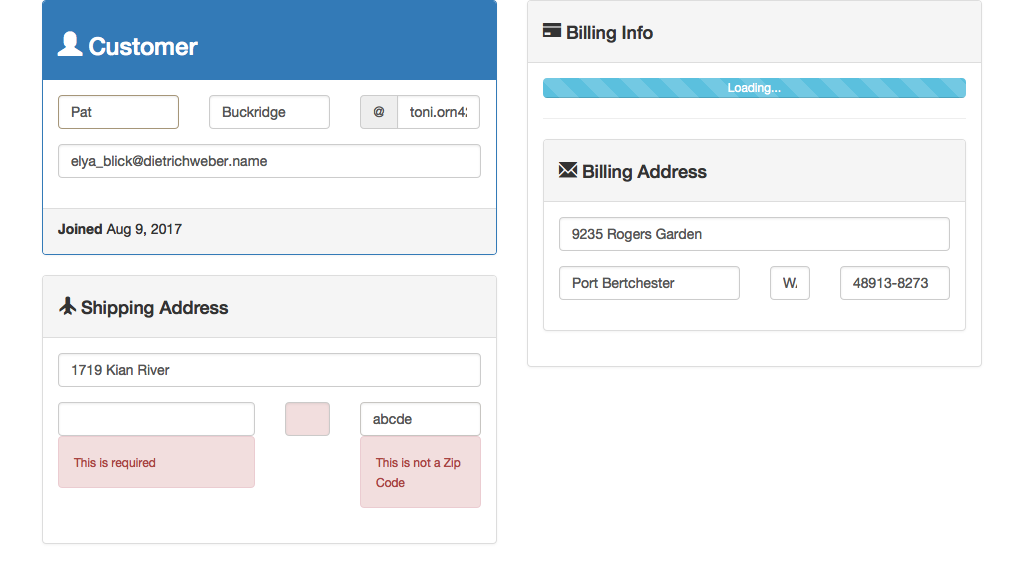 Customer
Pat
Buckridge
@
toni.orn4
elya_blick@dietrichweber.name
Joined Aug 9, 2017
Shipping Address
1719 Kian River
abcde
This is required
This is not a Zip
Code
Billing Info
Loading...
Billing Address
9235 Rogers Garden
Port Bertchester
W
48913-8273